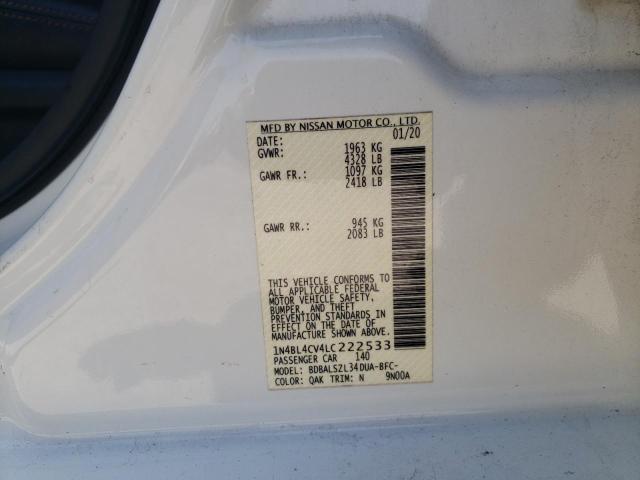 MFD BY NISSAN MOTOR CO., LTD.
DATE: 01/20
GVWR: 1963 KG
4328 LB
GAWR FR.: 1097 KG
2418 LB
GAWR RR.: 945 KG
2083 LB
THIS VEHICLE CONFORMS TO
ALL APPLICABLE FEDERAL
MOTOR VEHICLE SAFETY,
BUMPER, AND THEFT
PREVENTION STANDARDS IN
EFFECT ON THE DATE OF
MANUFACTURE SHOWN ABOVE.
1N4BL4CV4LC222533
PASSENGER CAR 140
MODEL: BDBALSZL34DUA-BFC-
COLOR: QAK TRIM: N 9N00A